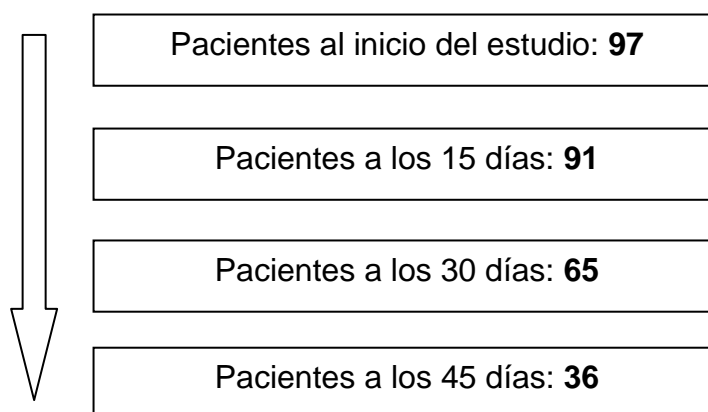 Pacientes al inicio del estudio: 97
Pacientes a los 15 días: 91
Pacientes a los 30 días: 65
Pacientes a los 45 días: 36